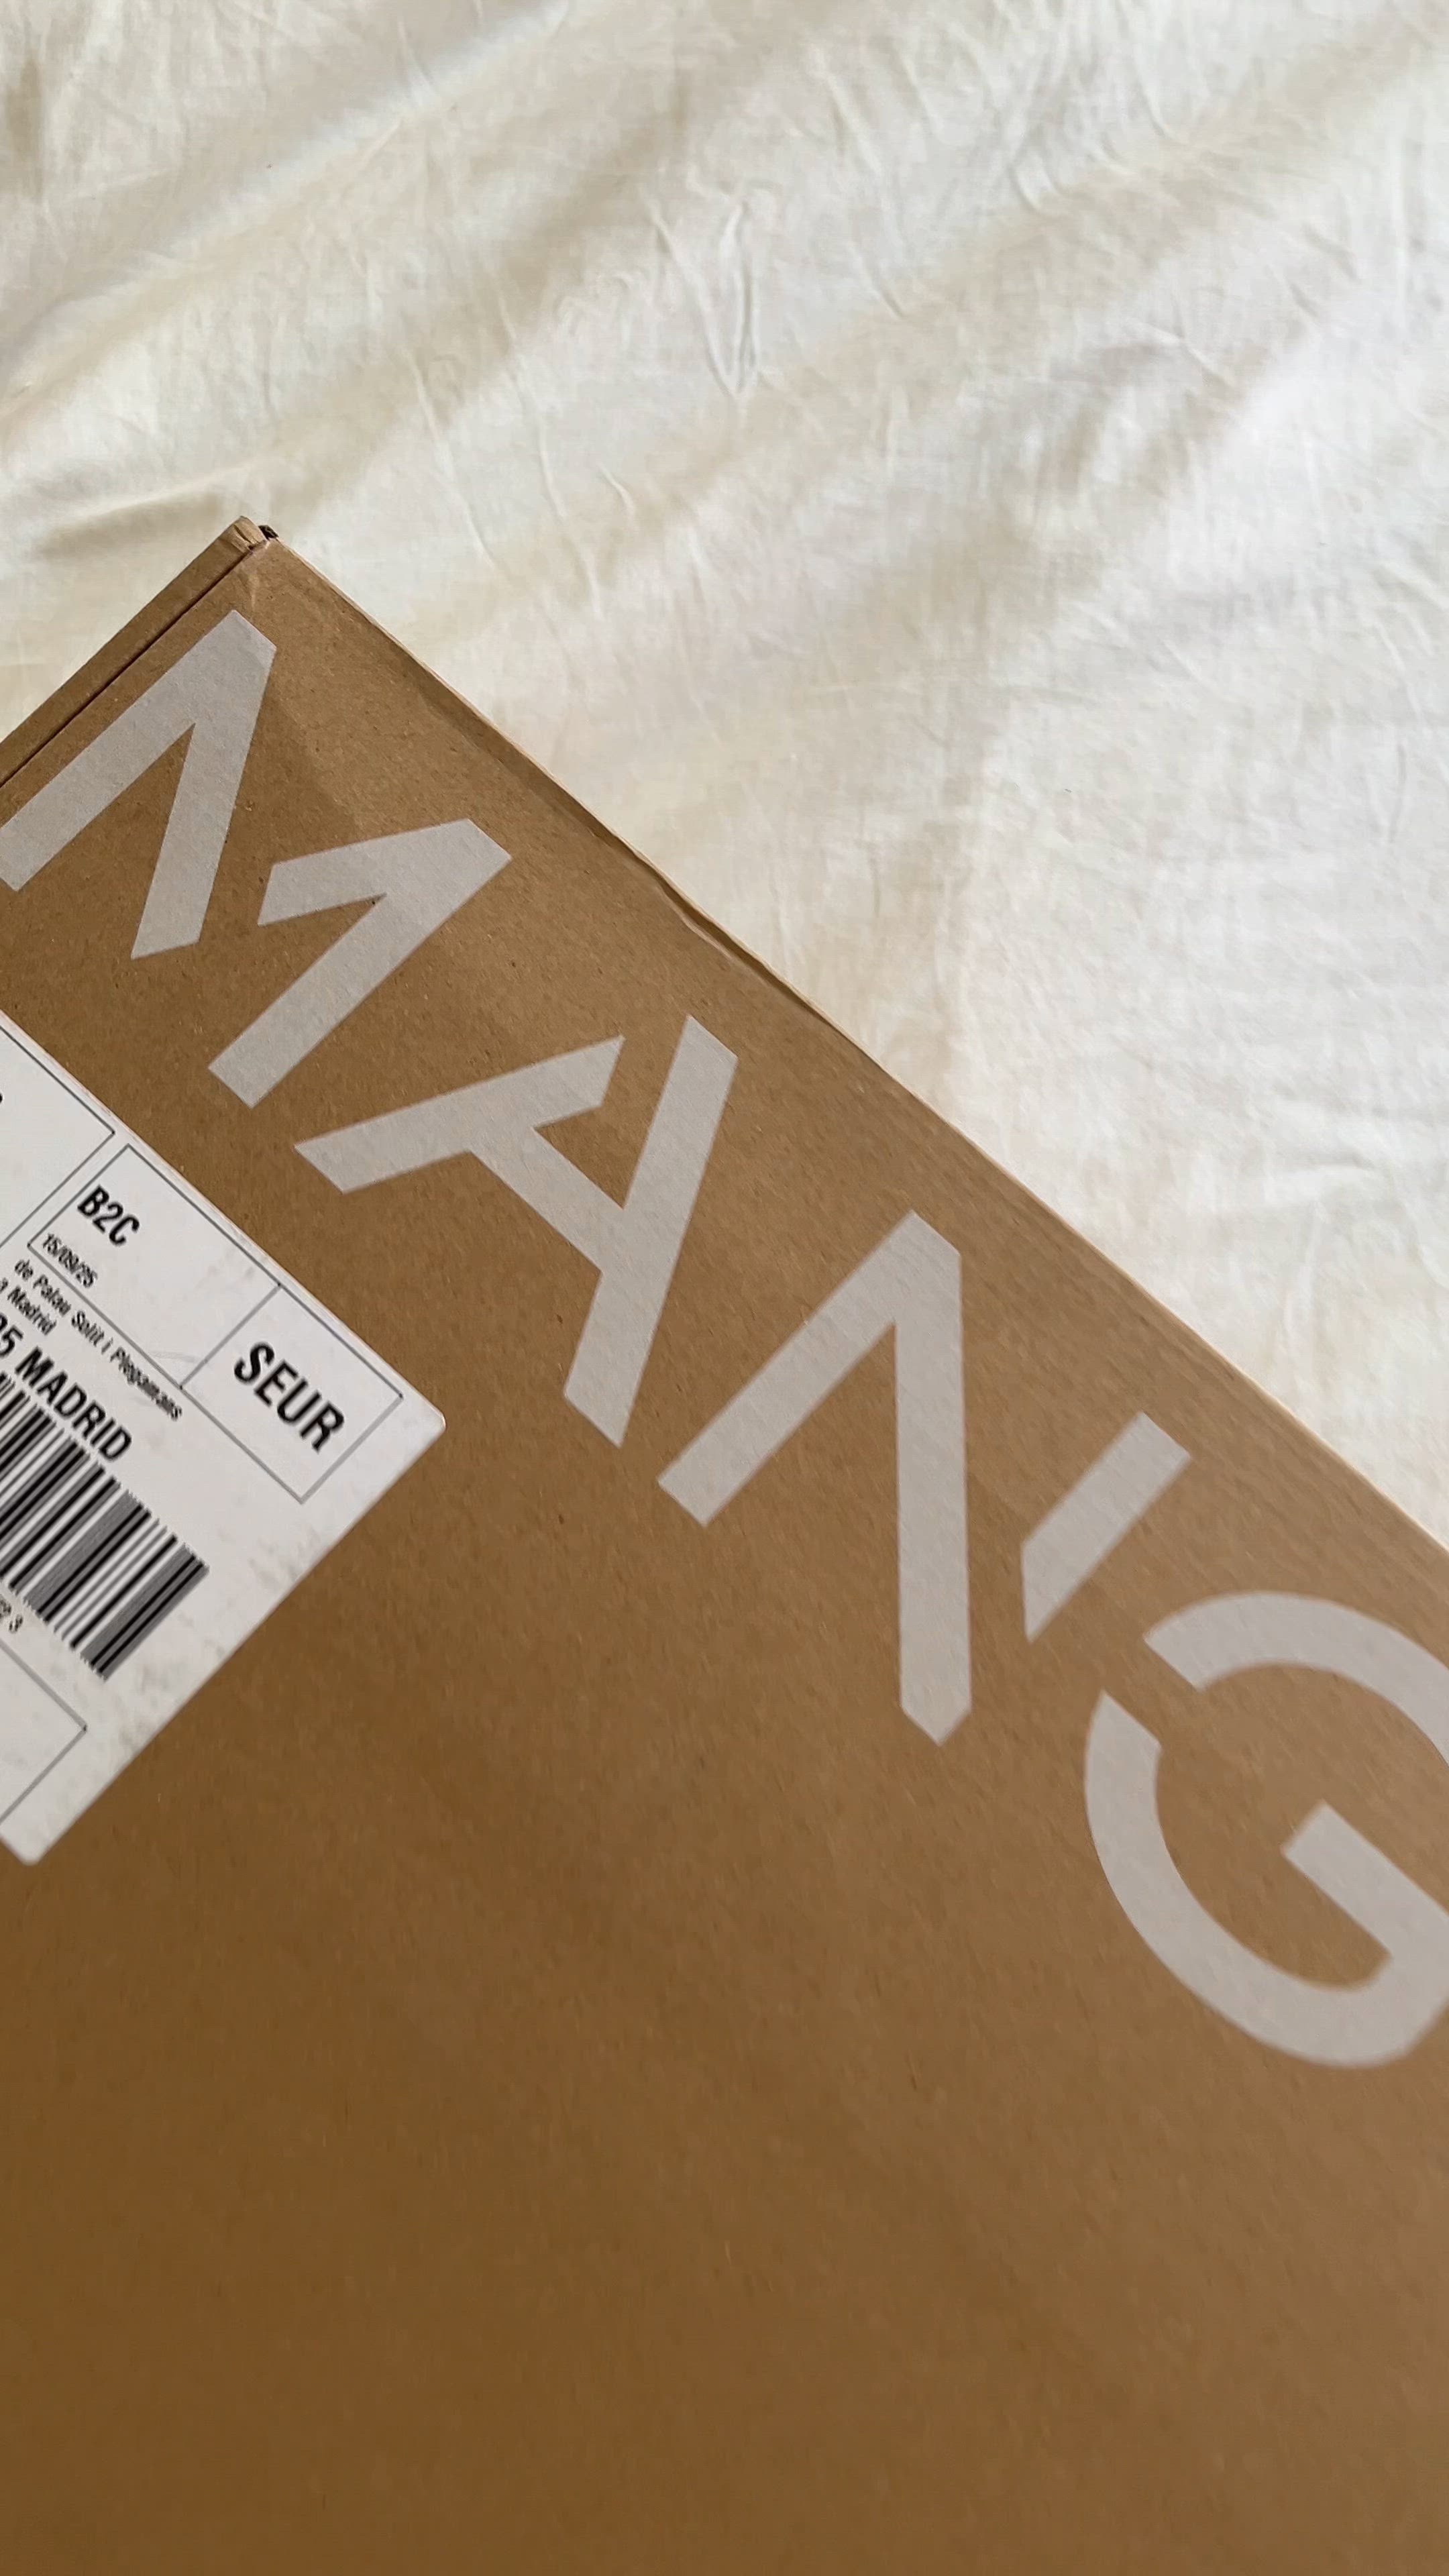 MANG
B2C
15/09/25
SEUR
de Palau Solit i Plegamans
a Madrid
05 MADRID